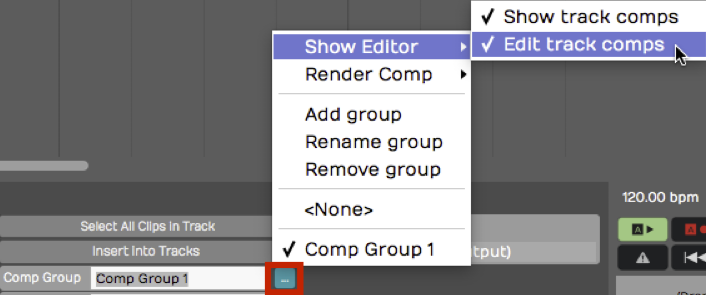 Show track comps
Edit track comps
Show Editor
Render Comp
Add group
Rename group
Remove group
<None>
Comp Group 1
120.00 bpm
Select All Clips in Track
Insert Into Tracks
Comp Group
Comp Group 1
...
A
A